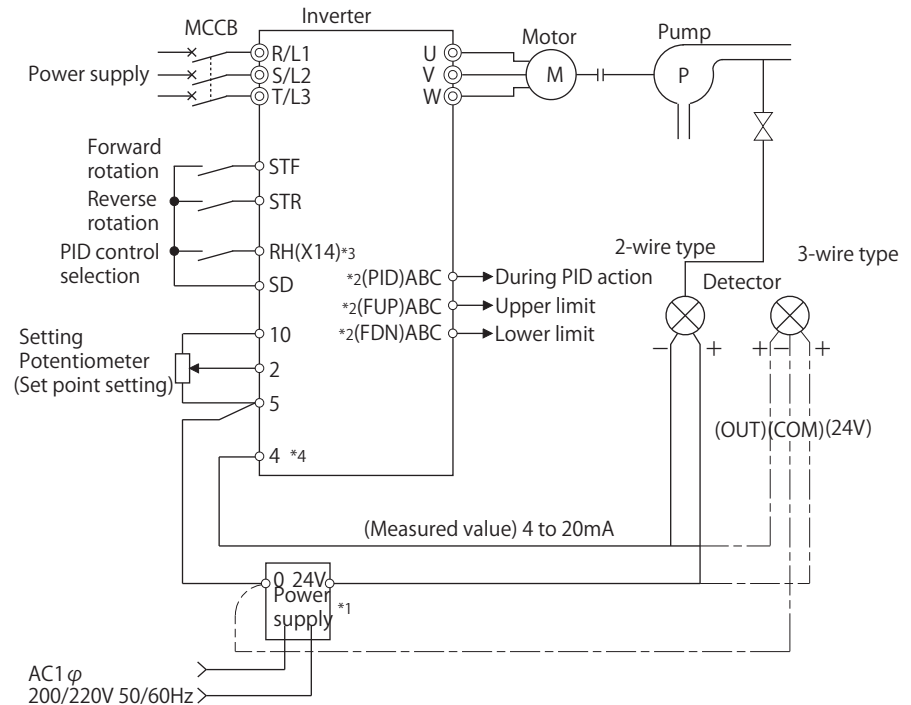 Inverter
MCCB
Motor
Pump
Power supply
R/L1
S/L2
T/L3
U
V
W
M
P
Forward
rotation
STF
Reverse
rotation
STR
PID control
selection
RH(X14)*3
SD
*2(PID)ABC
During PID action
*2(FUP)ABC
Upper limit
*2(FDN)ABC
Lower limit
2-wire type
3-wire type
Detector
− +
+ − +
(OUT) (COM) (24V)
Setting
Potentiometer
(Set point setting)
10
2
5
4 *4
(Measured value) 4 to 20mA
0 24V
Power
supply *1
AC1φ
200/220V 50/60Hz